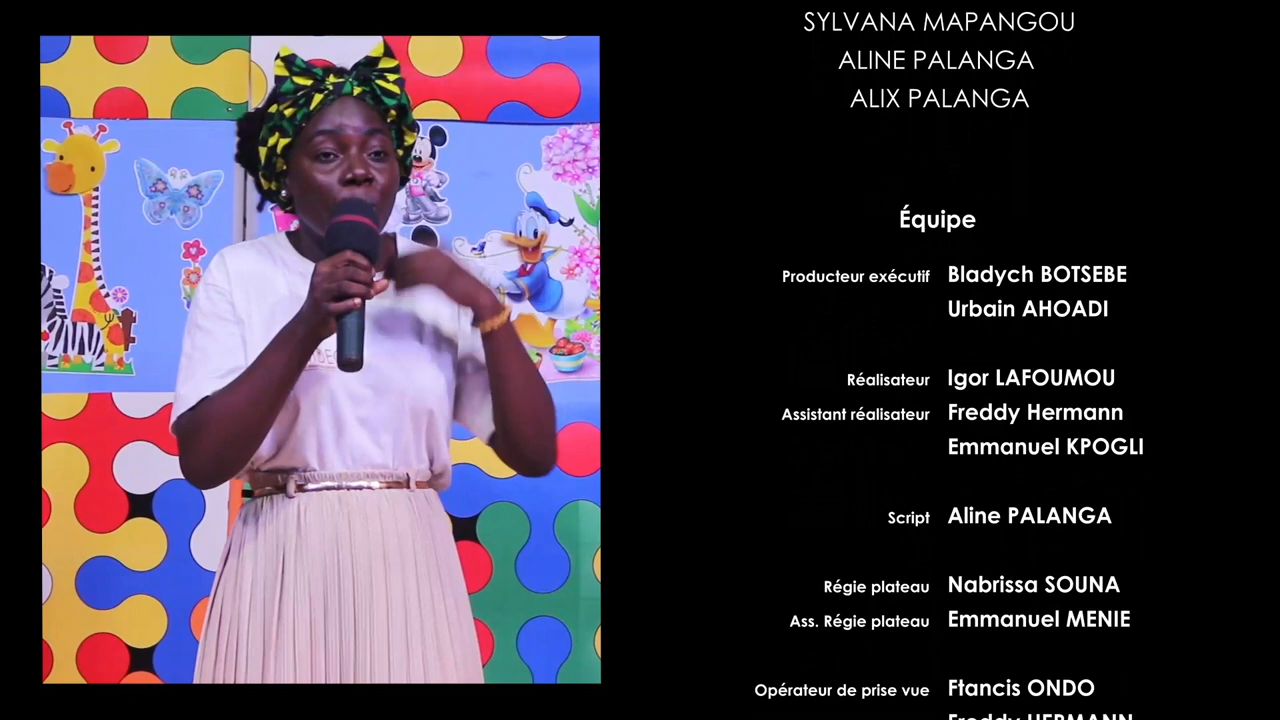 SYLVANA MAPANGOU
ALINE PALANGA
ALIX PALANGA
Équipe
Producteur exécutif Bladych BOTSEBE
Urbain AHOADI
Réalisateur Igor LAFOUMOU
Assistant réalisateur Freddy Hermann
Emmanuel KPOGLI
Script Aline PALANGA
Régie plateau Nabrissa SOUNA
Ass. Régie plateau Emmanuel MENIE
Opérateur de prise vue Ftancis ONDO
Freddy HERMANN